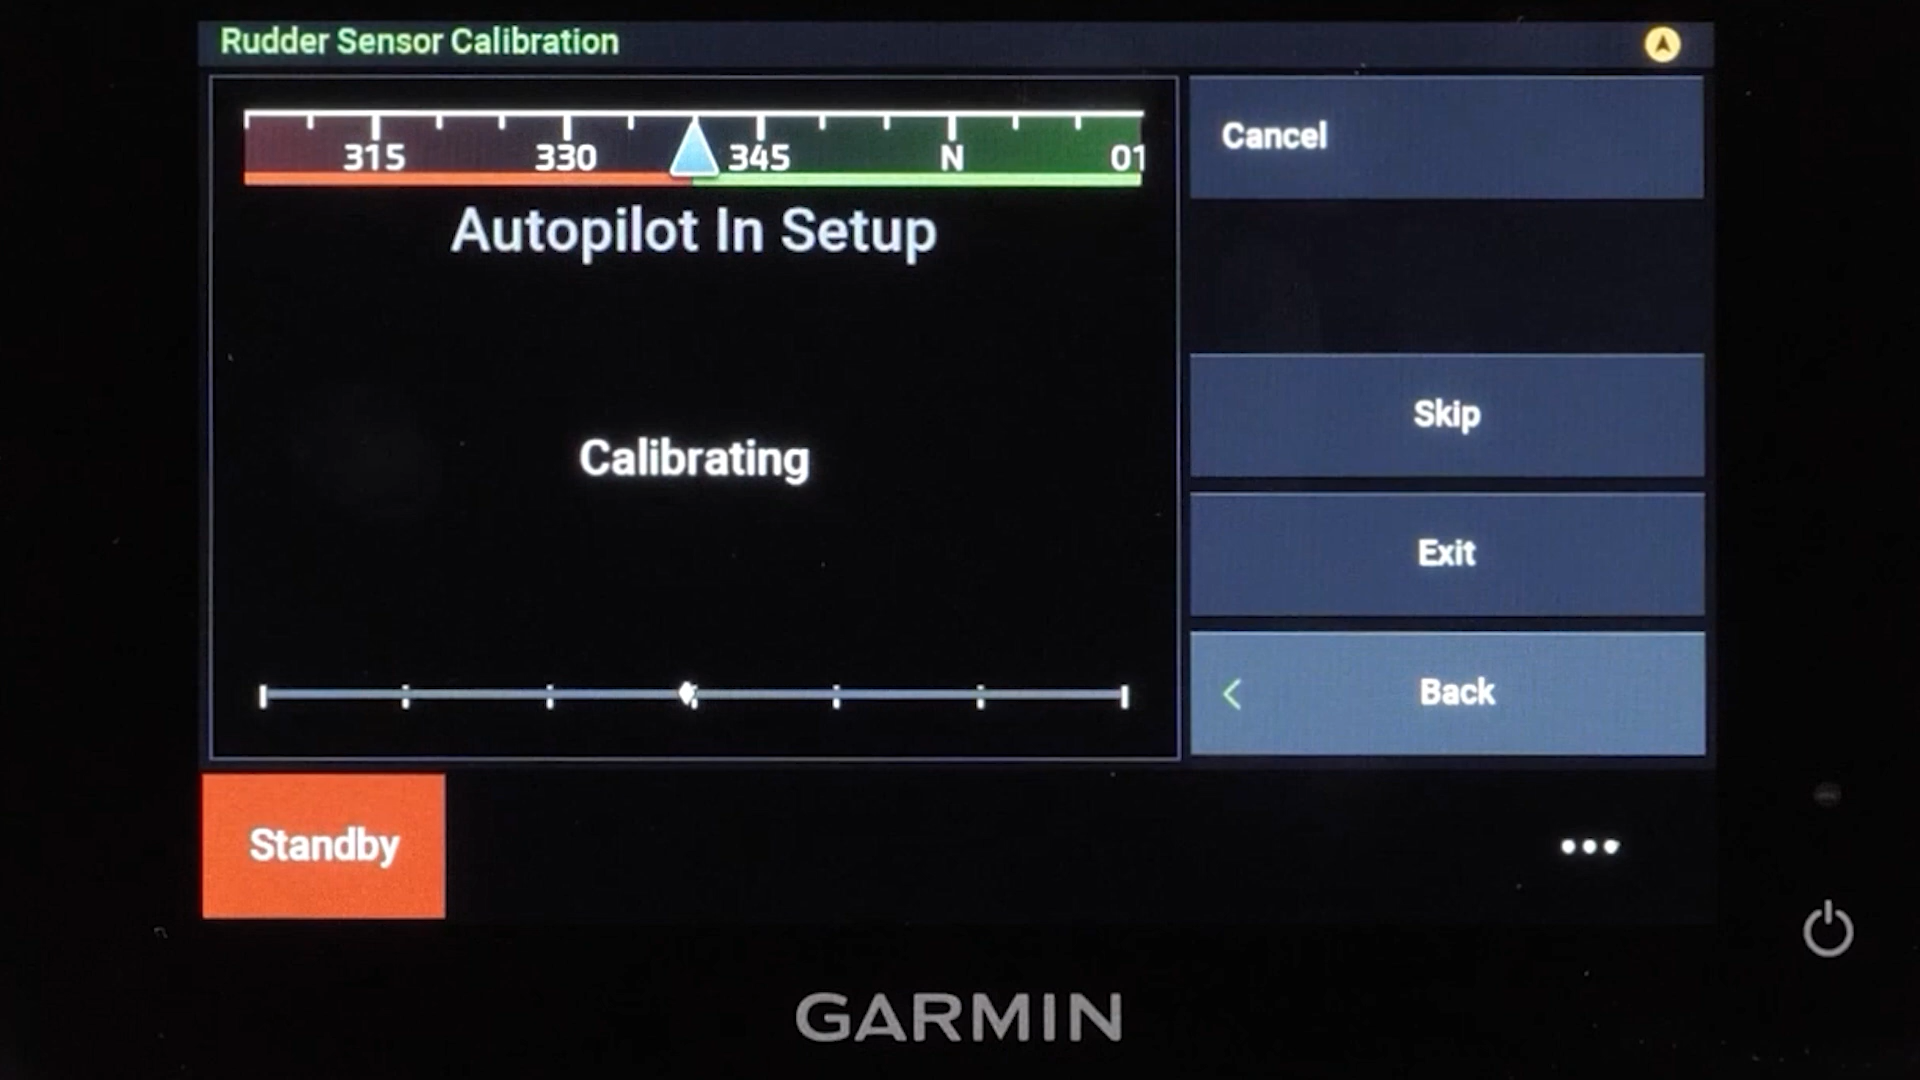 Rudder Sensor Calibration
315 330 345 N 01
Autopilot In Setup
Calibrating
Cancel
Skip
Exit
Back
Standby
GARMIN